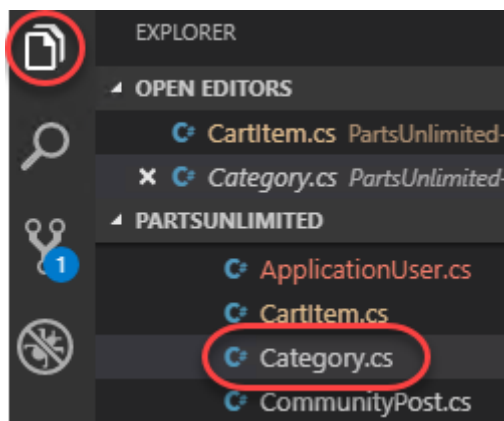 EXPLORER
OPEN EDITORS
C# CartItem.cs PartsUnlimited-
C# Category.cs PartsUnlimited-
PARTSUNLIMITED
1
C# ApplicationUser.cs
C# CartItem.cs
C# Category.cs
C# CommunityPost.cs